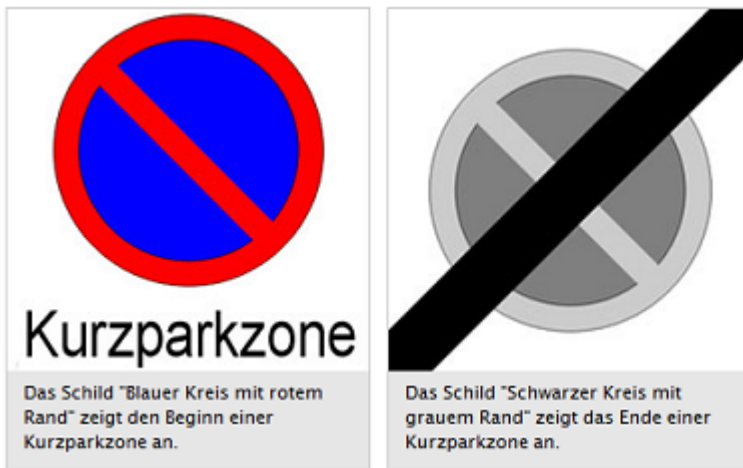 Kurzparkzone
Das Schild "Blauer Kreis mit rotem
Rand" zeigt den Beginn einer
Kurzparkzone an.
Das Schild "Schwarzer Kreis mit
grauem Rand" zeigt das Ende einer
Kurzparkzone an.